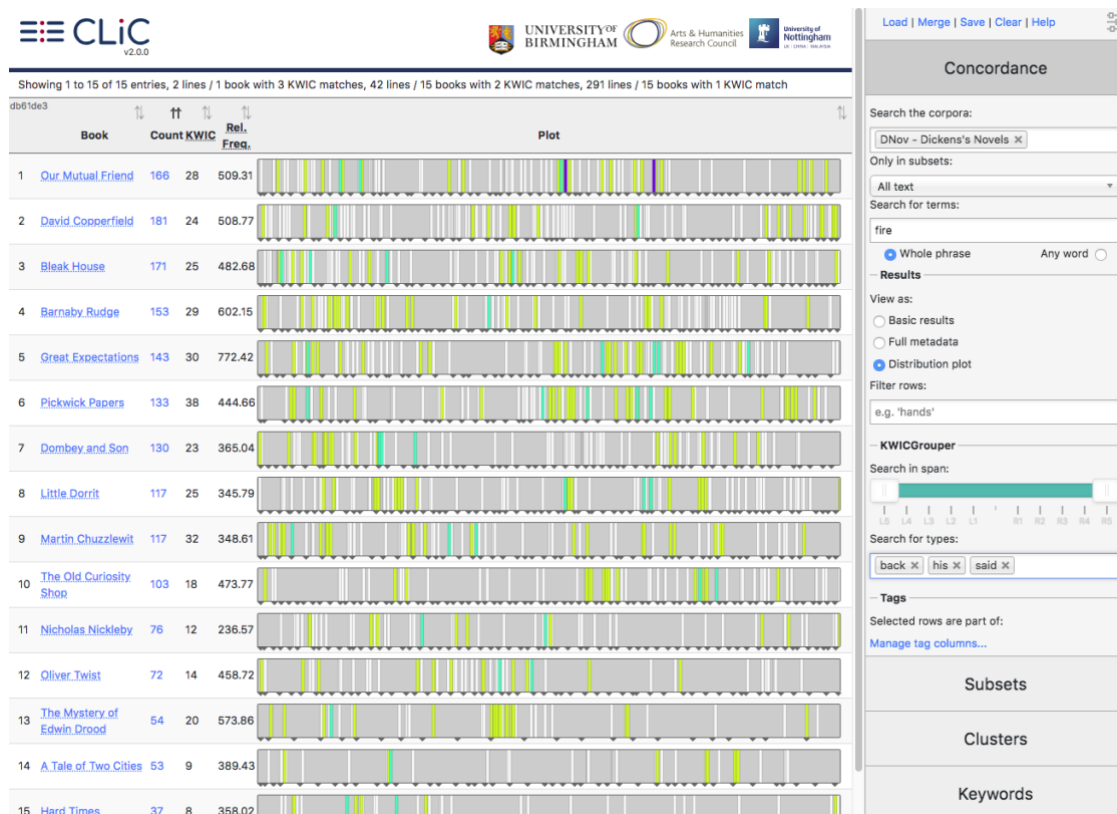 CLiC
v2.0.0
UNIVERSITY OF
BIRMINGHAM
Arts & Humanities
Research Council
University of
Nottingham
UK | CHINA | MALAYSIA
Showing 1 to 15 of 15 entries, 2 lines / 1 book with 3 KWIC matches, 42 lines / 15 books with 2 KWIC matches, 291 lines / 15 books with 1 KWIC match
db61de3
Book Count KWIC Rel. Freq. Plot
1 Our Mutual Friend 166 28 509.31
2 David Copperfield 181 24 508.77
3 Bleak House 171 25 482.68
4 Barnaby Rudge 153 29 602.15
5 Great Expectations 143 30 772.42
6 Pickwick Papers 133 38 444.66
7 Dombey and Son 130 23 365.04
8 Little Dorrit 117 25 345.79
9 Martin Chuzzlewit 117 32 348.61
10 The Old Curiosity Shop 103 18 473.77
11 Nicholas Nickleby 76 12 236.57
12 Oliver Twist 72 14 458.72
13 The Mystery of Edwin Drood 54 20 573.86
14 A Tale of Two Cities 53 9 389.43
15 Hard Times 37 8 358.02
Load | Merge | Save | Clear | Help
Concordance
Search the corpora:
DNov - Dickens's Novels ×
Only in subsets:
All text
Search for terms:
fire
Whole phrase Any word
Results
View as:
Basic results
Full metadata
Distribution plot
Filter rows:
e.g. 'hands'
KWICGrouper
Search in span:
L5 L4 L3 L2 L1 R1 R2 R3 R4 R5
Search for types:
back × his × said ×
Tags
Selected rows are part of:
Manage tag columns...
Subsets
Clusters
Keywords